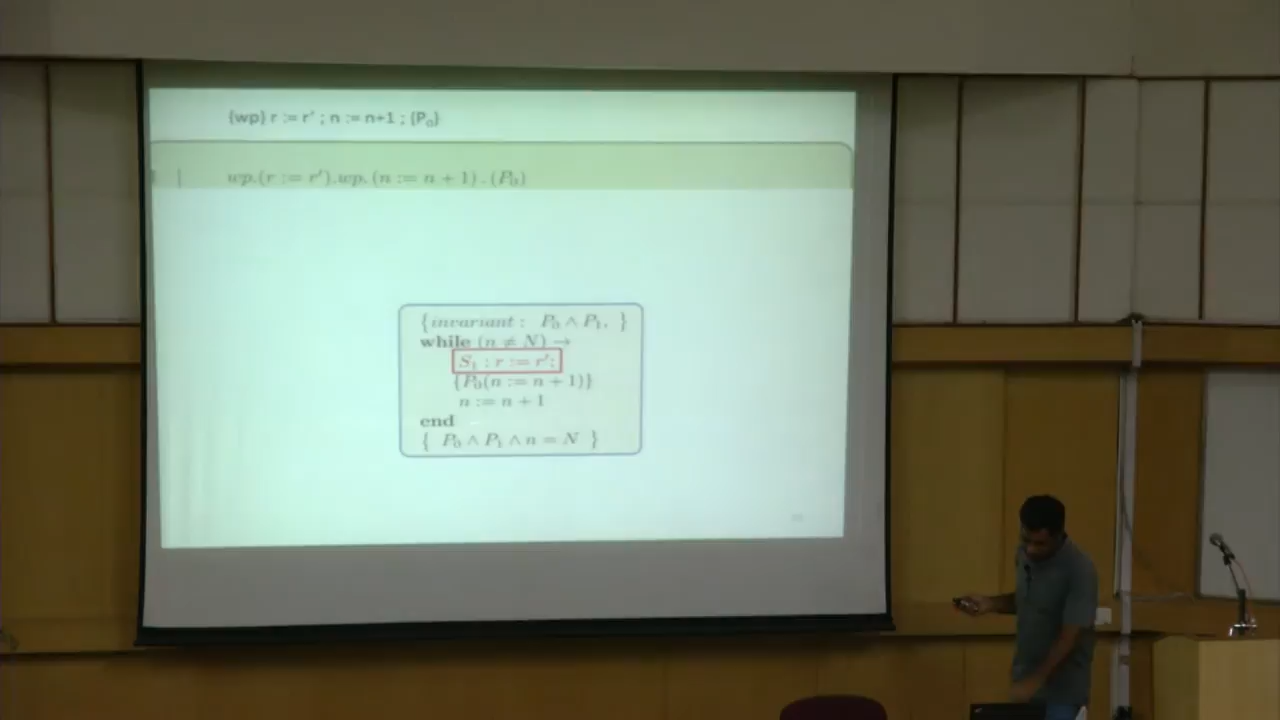 {wp} r := r' ; n := n+1 ; {P₀}
wp.(r := r').wp.(n := n + 1).(P₀)
{invariant : P₀ ∧ P₁, }
while (n ≠ N) →
S₁ : r := r';
{P₀(n := n + 1)}
n := n + 1
end
{ P₀ ∧ P₁ ∧ n = N }